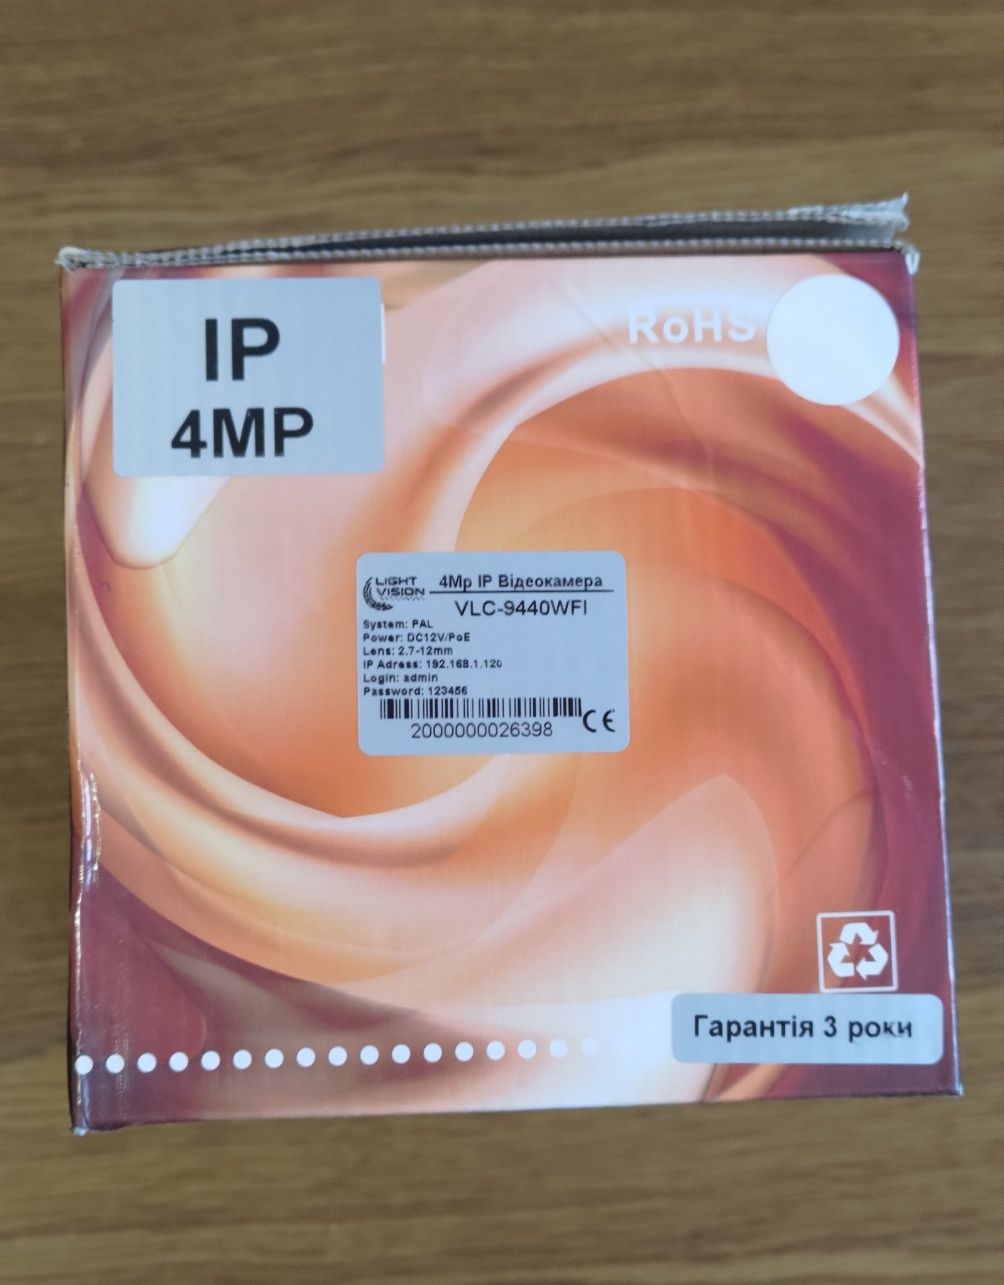 IP
4MP
RoHS
LIGHT
VISION
4Mp IP Відеокамера
VLC-9440WFI
System: PAL
Power: DC12V/PoE
Lens: 2.7-12mm
IP Adress: 192.168.1.120
Login: admin
Password: 123456
2000000026398
CE
Гарантія 3 роки